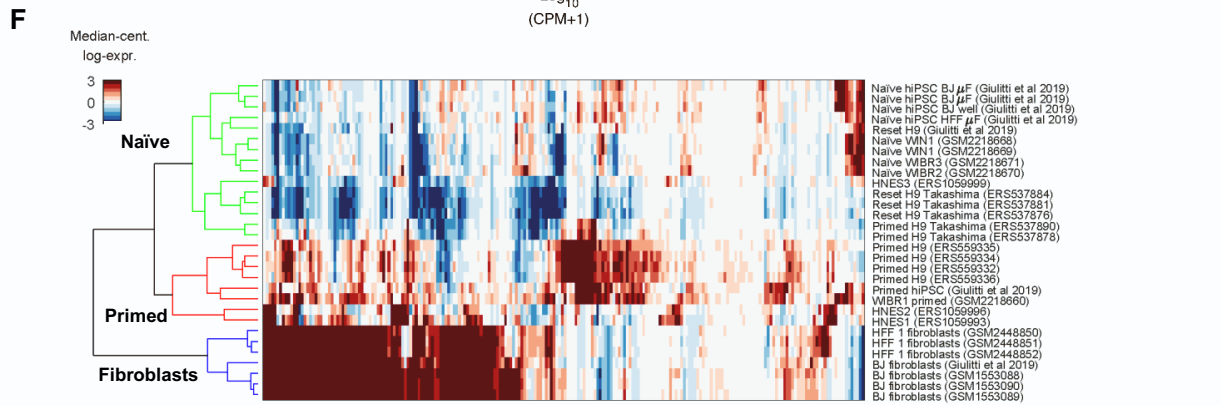 F
(CPM+1)
Median-cent.
log-expr.
3
0
-3
Naïve
Primed
Fibroblasts
Naïve hiPSC BJ μF (Giulitti et al 2019)
Naïve hiPSC BJ μF (Giulitti et al 2019)
Naïve hiPSC BJ well (Giulitti et al 2019)
Naïve hiPSC HFF μF (Giulitti et al 2019)
Reset H9 (Giulitti et al 2019)
Naïve WIN1 (GSM2218668)
Naïve WIN1 (GSM2218669)
Naïve WIBR3 (GSM2218671)
Naïve WIBR2 (GSM2218670)
HNES3 (ERS1059999)
Reset H9 Takashima (ERS537884)
Reset H9 Takashima (ERS537881)
Reset H9 Takashima (ERS537876)
Primed H9 Takashima (ERS537890)
Primed H9 Takashima (ERS537878)
Primed H9 (ERS559335)
Primed H9 (ERS559334)
Primed H9 (ERS559332)
Primed H9 (ERS559336)
Primed hiPSC (Giulitti et al 2019)
WIBR1 primed (GSM2218660)
HNES2 (ERS1059996)
HNES1 (ERS1059993)
HFF 1 fibroblasts (GSM2448850)
HFF 1 fibroblasts (GSM2448851)
HFF 1 fibroblasts (GSM2448852)
BJ fibroblasts (Giulitti et al 2019)
BJ fibroblasts (GSM1553088)
BJ fibroblasts (GSM1553090)
BJ fibroblasts (GSM1553089)